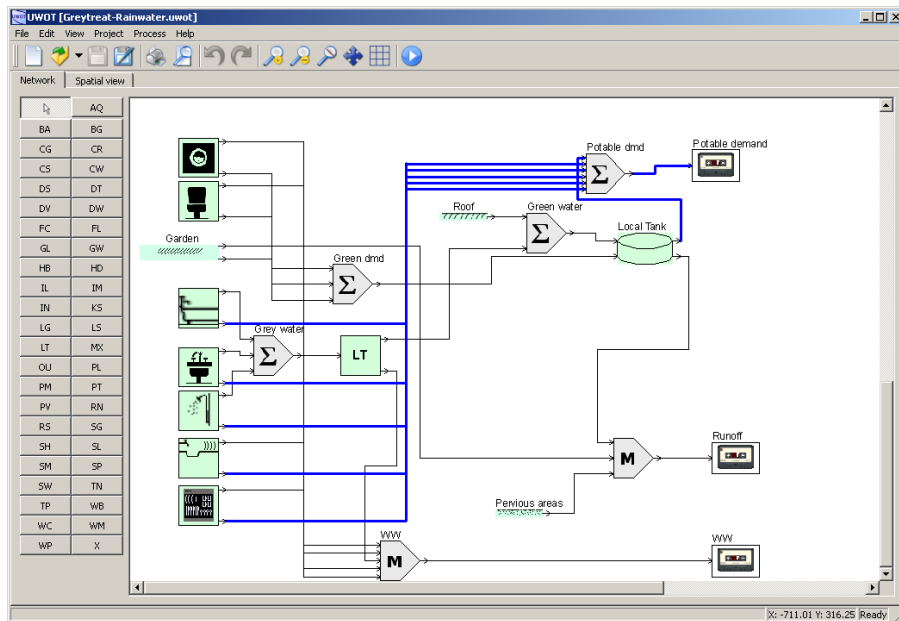 UWOT [Greytreat-Rainwater.uwot]
File Edit View Project Process Help
Network Spatial view
AQ
BA BG
CG CR
CS CW
DS DT
DV DW
FC FL
GL GW
HB HD
IL IM
IN KS
LG LS
LT MX
OU PL
PM PT
PV RN
RS SG
SH SL
SM SP
SW TN
TP WB
WC WM
WP X
Potable dmd
Potable demand
Σ
Roof
Green water
Σ
Local Tank
Garden
Green dmd
Σ
Grey water
Σ
LT
Runoff
M
Pervious areas
WW
M
WW
X: -711.01 Y: 316.25 Ready